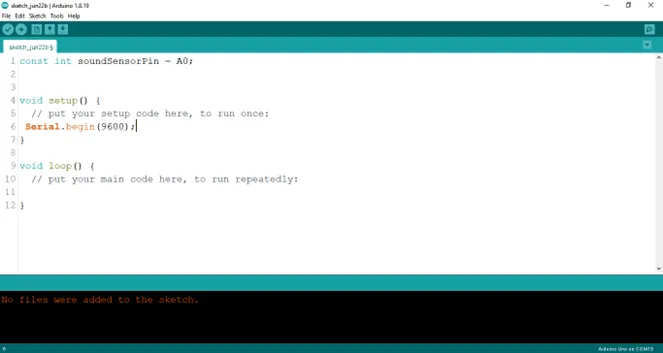 sketch_jun22b | Arduino 1.8.19
File Edit Sketch Tools Help
sketch_jun22b §
1 const int soundSensorPin = A0;
2
3
4 void setup() {
5 // put your setup code here, to run once:
6 Serial.begin(9600);
7 }
8
9 void loop() {
10 // put your main code here, to run repeatedly:
11
12 }
No files were added to the sketch.
6
Arduino Uno on